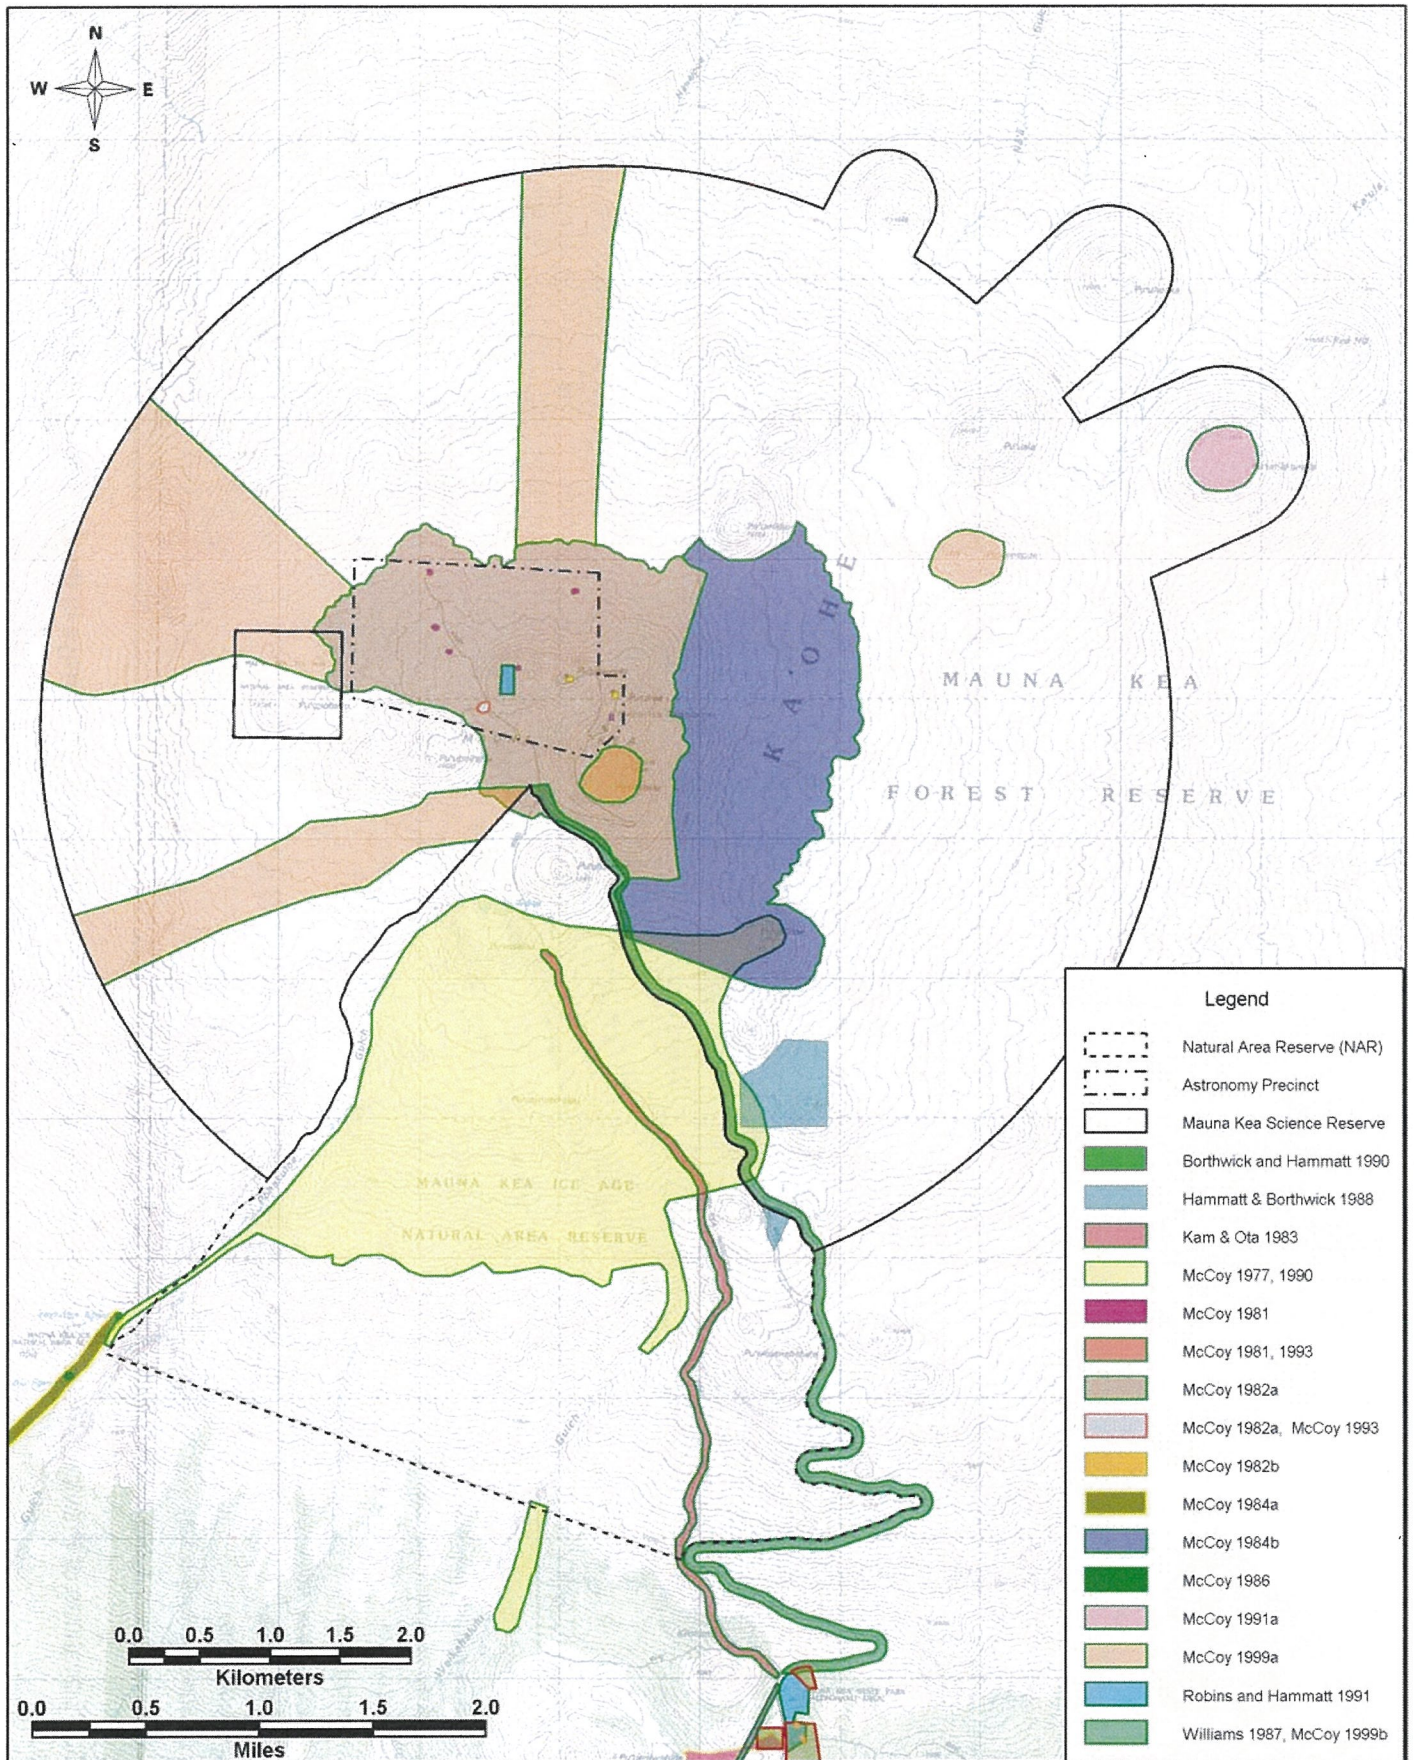 N
W E
S
K A 'O H E
MAUNA KEA
FOREST RESERVE
MAUNA KEA ICE AGE
NATURAL AREA RESERVE
Gulch
Gulch
Gulch
0.0 0.5 1.0 1.5 2.0
Kilometers
0.0 0.5 1.0 1.5 2.0
Miles
Legend
Natural Area Reserve (NAR)
Astronomy Precinct
Mauna Kea Science Reserve
Borthwick and Hammatt 1990
Hammatt & Borthwick 1988
Kam & Ota 1983
McCoy 1977, 1990
McCoy 1981
McCoy 1981, 1993
McCoy 1982a
McCoy 1982a, McCoy 1993
McCoy 1982b
McCoy 1984a
McCoy 1984b
McCoy 1986
McCoy 1991a
McCoy 1999a
Robins and Hammatt 1991
Williams 1987, McCoy 1999b